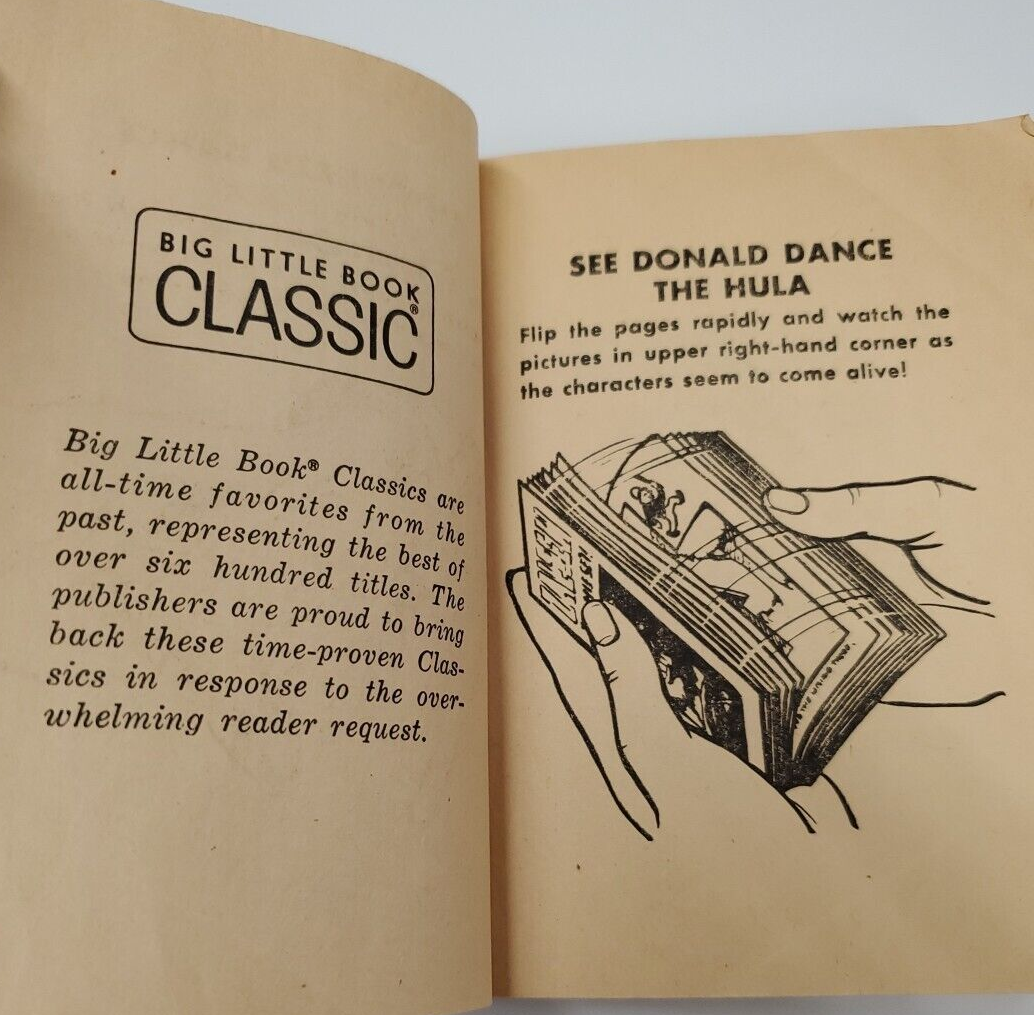 BIG LITTLE BOOK
CLASSIC®
Big Little Book® Classics are
all-time favorites from the
past, representing the best of
over six hundred titles. The
publishers are proud to bring
back these time-proven Clas-
sics in response to the over-
whelming reader request.
SEE DONALD DANCE
THE HULA
Flip the pages rapidly and watch the
pictures in upper right-hand corner as
the characters seem to come alive!